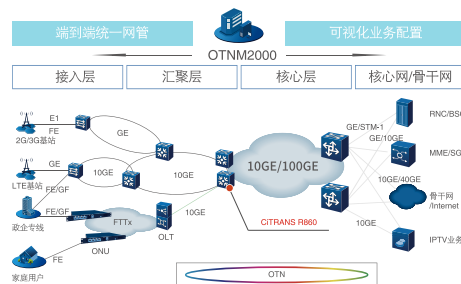 端到端统一网管
可视化业务配置
OTNM2000
接入层
汇聚层
核心层
核心网/骨干网
E1
FE
2G/3G基站
GE
GE/STM-1
GE/10GE
RNC/BSC
GE
LTE基站
10GE
10GE
10GE/100GE
MME/SG
FE/GF
10GE/40GE
骨干网
/Internet
政企专线
FE/GF
FTTx
10GE
CiTRANS R860
10GE
OLT
IPTV业务
FE
ONU
家庭用户
OTN